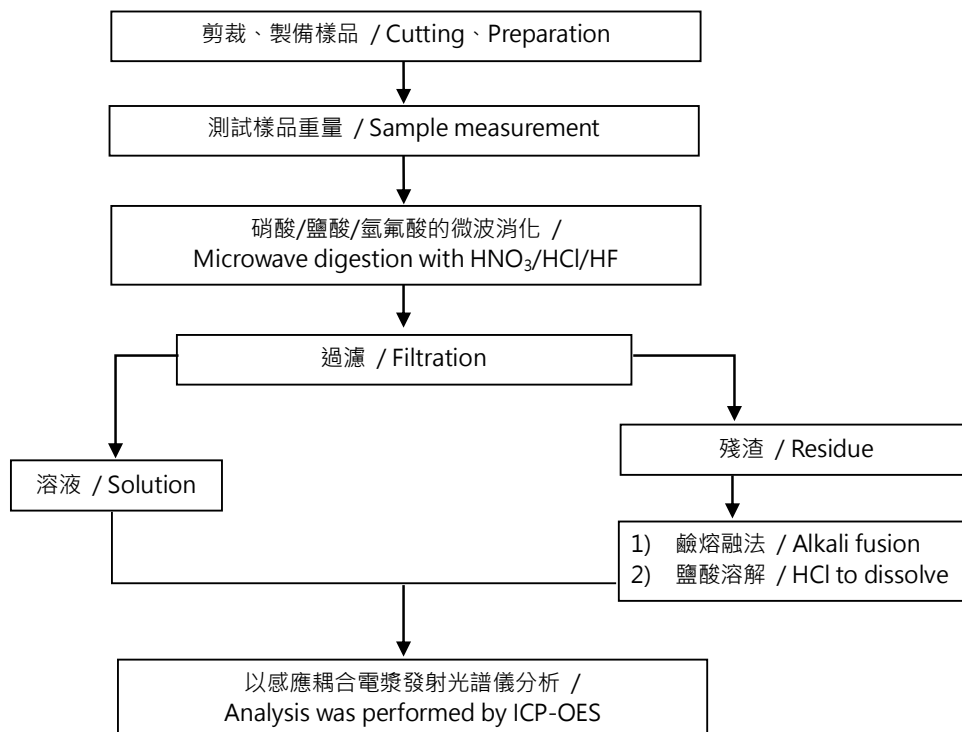 剪裁、製備樣品 / Cutting、Preparation
測試樣品重量 / Sample measurement
硝酸/鹽酸/氫氟酸的微波消化 /
Microwave digestion with HNO₃/HCl/HF
過濾 / Filtration
溶液 / Solution
殘渣 / Residue
1) 鹼熔融法 / Alkali fusion
2) 鹽酸溶解 / HCl to dissolve
以感應耦合電漿發射光譜儀分析 /
Analysis was performed by ICP-OES